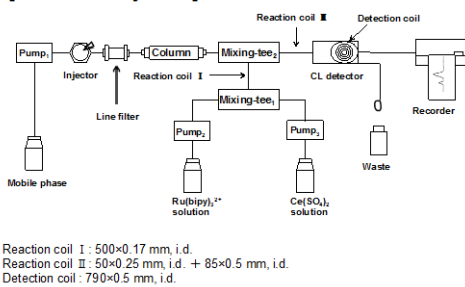 Reaction coil Ⅱ
Detection coil
Pump₁
Column
Mixing-tee₂
Injector
Reaction coil Ⅰ
CL detector
Mixing-tee₁
Recorder
Line filter
Pump₂
Pump₃
Waste
Mobile phase
Ru(bipy)₃²⁺
solution
Ce(SO₄)₂
solution
Reaction coil Ⅰ : 500×0.17 mm, i.d.
Reaction coil Ⅱ : 50×0.25 mm, i.d. + 85×0.5 mm, i.d.
Detection coil : 790×0.5 mm, i.d.